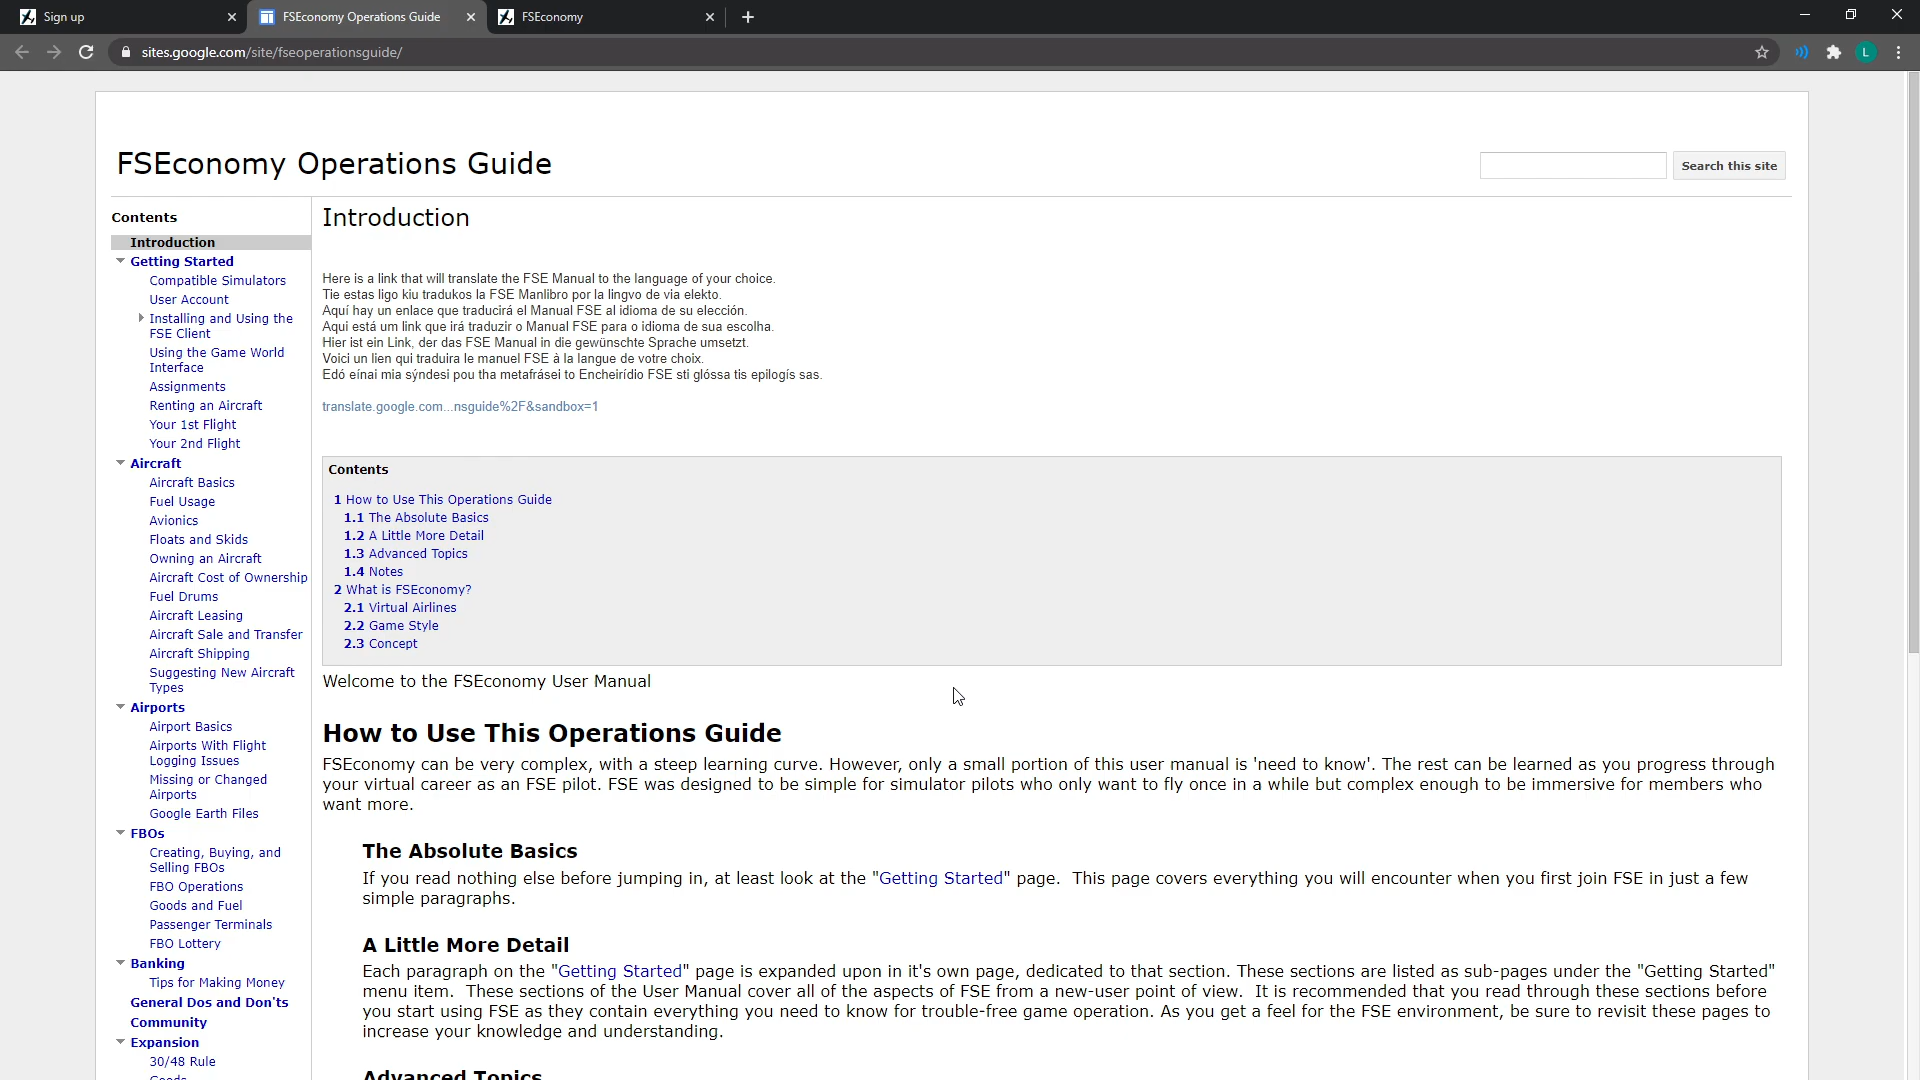 Sign up
FSEconomy Operations Guide
FSEconomy
sites.google.com/site/fseoperationsguide/
L
FSEconomy Operations Guide
Search this site
Contents
Introduction
Getting Started
Compatible Simulators
User Account
Installing and Using the
FSE Client
Using the Game World
Interface
Assignments
Renting an Aircraft
Your 1st Flight
Your 2nd Flight
Aircraft
Aircraft Basics
Fuel Usage
Avionics
Floats and Skids
Owning an Aircraft
Aircraft Cost of Ownership
Fuel Drums
Aircraft Leasing
Aircraft Sale and Transfer
Aircraft Shipping
Suggesting New Aircraft
Types
Airports
Airport Basics
Airports With Flight
Logging Issues
Missing or Changed
Airports
Google Earth Files
FBOs
Creating, Buying, and
Selling FBOs
FBO Operations
Goods and Fuel
Passenger Terminals
FBO Lottery
Banking
Tips for Making Money
General Dos and Don'ts
Community
Expansion
30/48 Rule
Goods
Introduction
Here is a link that will translate the FSE Manual to the language of your choice.
Tie estas ligo kiu tradukos la FSE Manlibro por la lingvo de via elekto.
Aquí hay un enlace que traducirá el Manual FSE al idioma de su elección.
Aqui está um link que irá traduzir o Manual FSE para o idioma de sua escolha.
Hier ist ein Link, der das FSE Manual in die gewünschte Sprache umsetzt.
Voici un lien qui traduira le manuel FSE à la langue de votre choix.
Edó eínai mia sýndesi pou tha metafrásei to Encheirídio FSE sti glóssa tis epilogís sas.
translate.google.com...nsguide%2F&sandbox=1
Contents
1 How to Use This Operations Guide
1.1 The Absolute Basics
1.2 A Little More Detail
1.3 Advanced Topics
1.4 Notes
2 What is FSEconomy?
2.1 Virtual Airlines
2.2 Game Style
2.3 Concept
Welcome to the FSEconomy User Manual
How to Use This Operations Guide
FSEconomy can be very complex, with a steep learning curve. However, only a small portion of this user manual is 'need to know'. The rest can be learned as you progress through
your virtual career as an FSE pilot. FSE was designed to be simple for simulator pilots who only want to fly once in a while but complex enough to be immersive for members who
want more.
The Absolute Basics
If you read nothing else before jumping in, at least look at the "Getting Started" page. This page covers everything you will encounter when you first join FSE in just a few
simple paragraphs.
A Little More Detail
Each paragraph on the "Getting Started" page is expanded upon in it's own page, dedicated to that section. These sections are listed as sub-pages under the "Getting Started"
menu item. These sections of the User Manual cover all of the aspects of FSE from a new-user point of view. It is recommended that you read through these sections before
you start using FSE as they contain everything you need to know for trouble-free game operation. As you get a feel for the FSE environment, be sure to revisit these pages to
increase your knowledge and understanding.
Advanced Topics